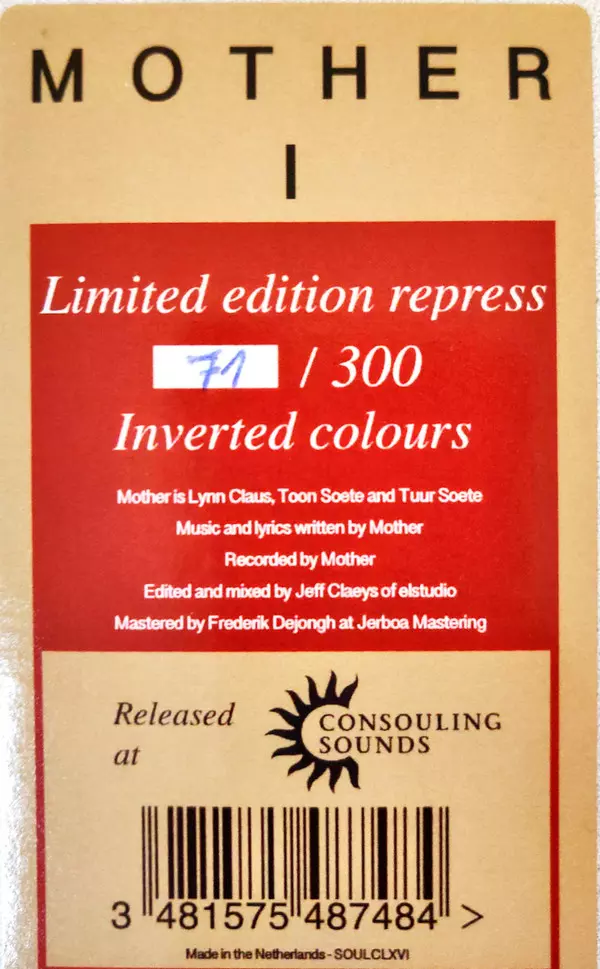 MOTHER
I
Limited edition repress
71 / 300
Inverted colours
Mother is Lynn Claus, Toon Soete and Tuur Soete
Music and lyrics written by Mother
Recorded by Mother
Edited and mixed by Jeff Claeys of elstudio
Mastered by Frederik Dejongh at Jerboa Mastering
Released
at
CONSOULING
SOUNDS
3 481575 487484 >
Made in the Netherlands - SOULCLXVI